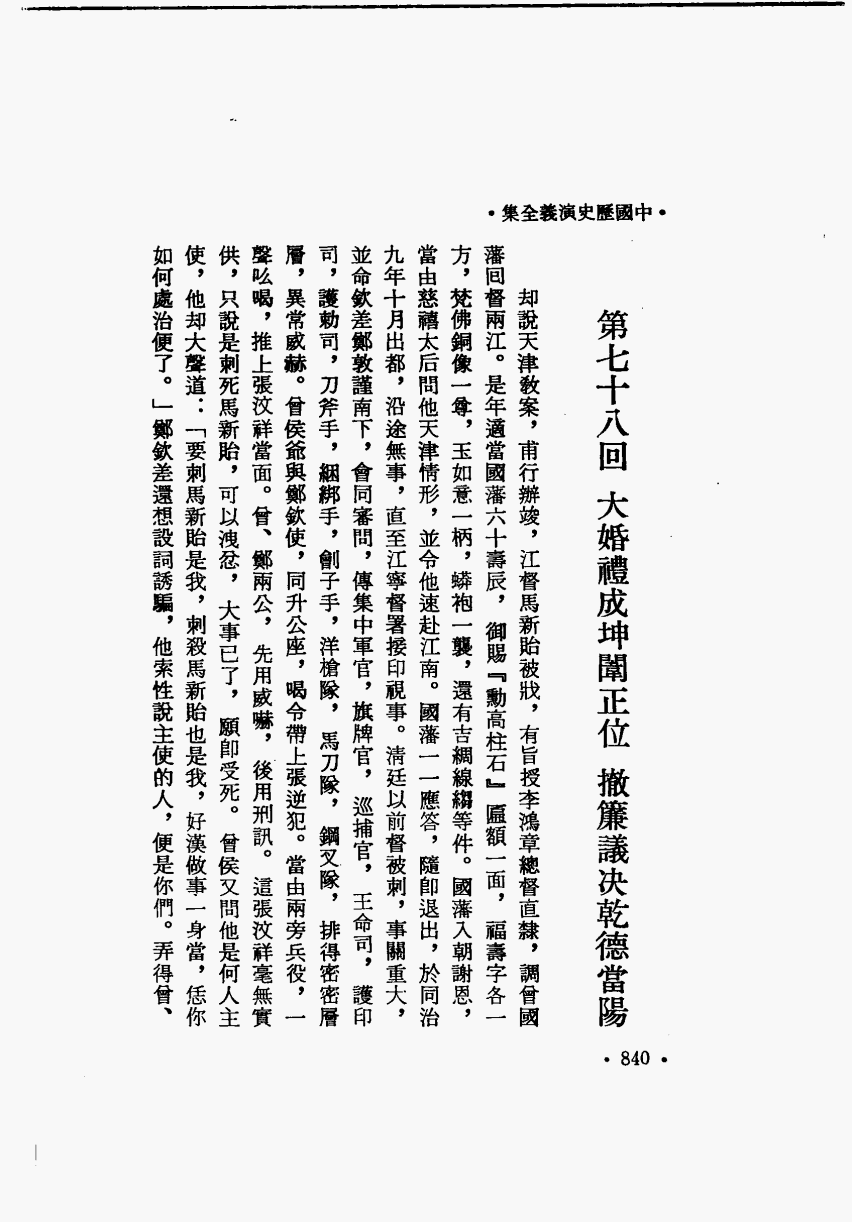 •中國歷史演義全集•
第七十八回 大婚禮成坤闈正位 撤簾議決乾德當陽
却說天津教案，甫行辦竣，江督馬新貽被戕，有旨授李鴻章總督直隸，調曾國
藩回督兩江。是年適當國藩六十壽辰，御賜『勳高柱石』匾額一面，福壽字各一
方，梵佛銅像一尊，玉如意一柄，蟒袍一襲，還有吉綢線縐等件。國藩入朝謝恩，
當由慈禧太后問他天津情形，並令他速赴江南。國藩一一應答，隨卽退出，於同治
九年十月出都，沿途無事，直至江寧督署接印視事。淸廷以前督被刺，事關重大，
並命欽差鄭敦謹南下，會同審問，傳集中軍官，旗牌官，巡捕官，王命司，護印
司，護勅司，刀斧手，綑綁手，劊子手，洋槍隊，馬刀隊，鋼叉隊，排得密密層
層，異常威赫。曾侯爺與鄭欽使，同升公座，喝令帶上張逆犯。當由兩旁兵役，一
聲吆喝，推上張汶祥當面。曾、鄭兩公，先用威嚇，後用刑訊。這張汶祥毫無實
供，只說是刺死馬新貽，可以洩忿，大事已了，願卽受死。曾侯又問他是何人主
使，他却大聲道：「要刺馬新貽是我，刺殺馬新貽也是我，好漢做事一身當，恁你
如何處治便了。」鄭欽差還想設詞誘騙，他索性說主使的人，便是你們。弄得曾、
• 840 •